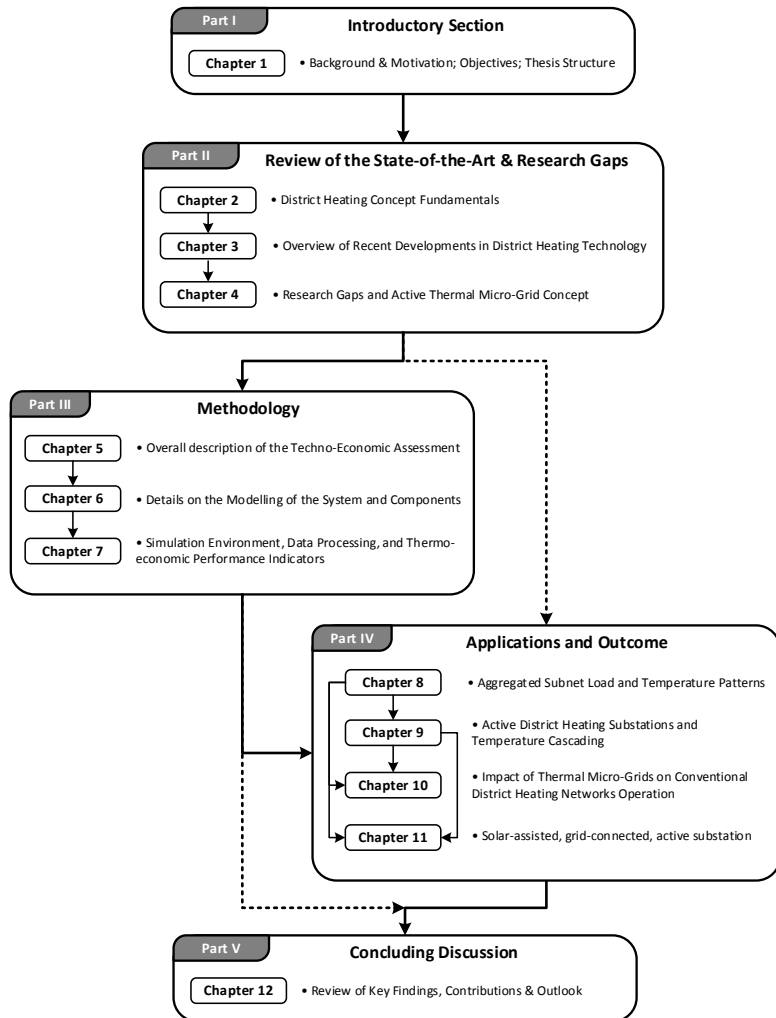 Part I
Introductory Section
Chapter 1
• Background & Motivation; Objectives; Thesis Structure
Part II
Review of the State-of-the-Art & Research Gaps
Chapter 2
• District Heating Concept Fundamentals
Chapter 3
• Overview of Recent Developments in District Heating Technology
Chapter 4
• Research Gaps and Active Thermal Micro-Grid Concept
Part III
Methodology
Chapter 5
• Overall description of the Techno-Economic Assessment
Chapter 6
• Details on the Modelling of the System and Components
Chapter 7
• Simulation Environment, Data Processing, and Thermo-
economic Performance Indicators
Part IV
Applications and Outcome
Chapter 8
• Aggregated Subnet Load and Temperature Patterns
Chapter 9
• Active District Heating Substations and
Temperature Cascading
Chapter 10
• Impact of Thermal Micro-Grids on Conventional
District Heating Networks Operation
Chapter 11
• Solar-assisted, grid-connected, active substation
Part V
Concluding Discussion
Chapter 12
• Review of Key Findings, Contributions & Outlook